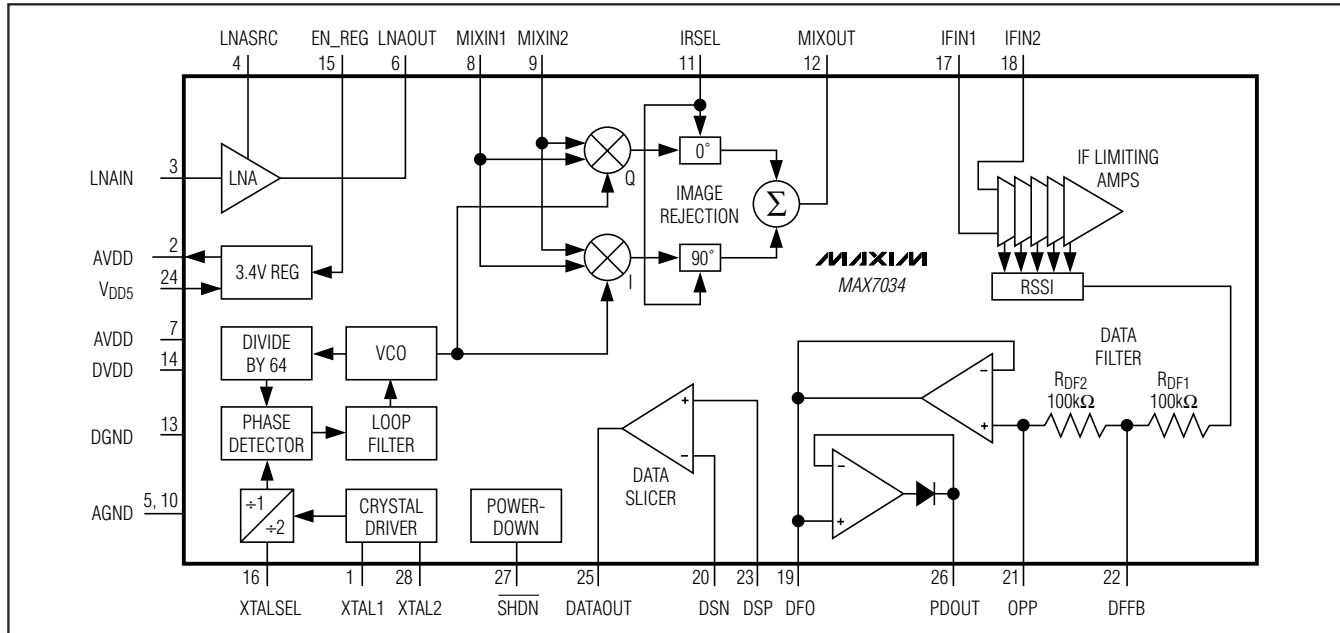 LNASRC EN_REG LNAOUT MIXIN1 MIXIN2 IRSEL MIXOUT IFIN1 IFIN2
4 15 6 8 9 11 12 17 18
LNAIN 3
LNA
Q
0°
IMAGE
REJECTION
Σ
IF LIMITING
AMPS
AVDD 2
VDD5 24
3.4V REG
I
90°
MAXIM
MAX7034
RSSI
AVDD 7
DVDD 14
DIVIDE
BY 64
VCO
DATA
FILTER
RDF2
100kΩ
RDF1
100kΩ
- +
DGND 13
PHASE
DETECTOR
LOOP
FILTER
+ -
DATA
SLICER
- +
AGND 5, 10
÷1
÷2
CRYSTAL
DRIVER
POWER-
DOWN
16 1 28 27 25 20 23 19 26 21 22
XTALSEL XTAL1 XTAL2 SHDN DATAOUT DSN DSP DFO PDOUT OPP DFFB